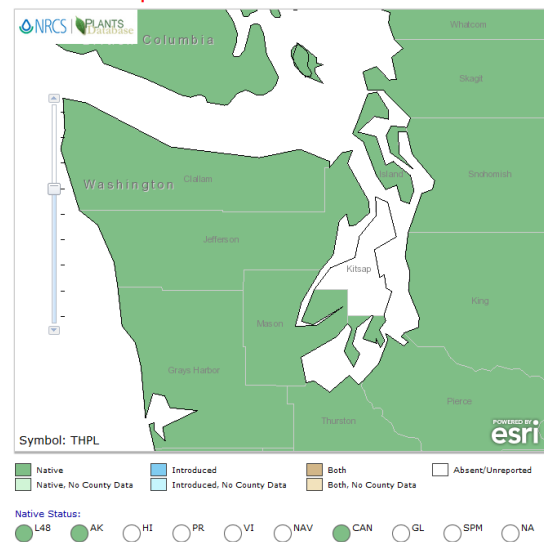 NRCS PLANTS
Database
Columbia
Whatcom
Skagit
Washington
Clallam
Island
Snohomish
Jefferson
Kitsap
King
Mason
Grays Harbor
Pierce
Thurston
POWERED BY
esri
Symbol: THPL
Native Introduced Both Absent/Unreported
Native, No County Data Introduced, No County Data Both, No County Data
Native Status:
L48 AK HI PR VI NAV CAN GL SPM NA